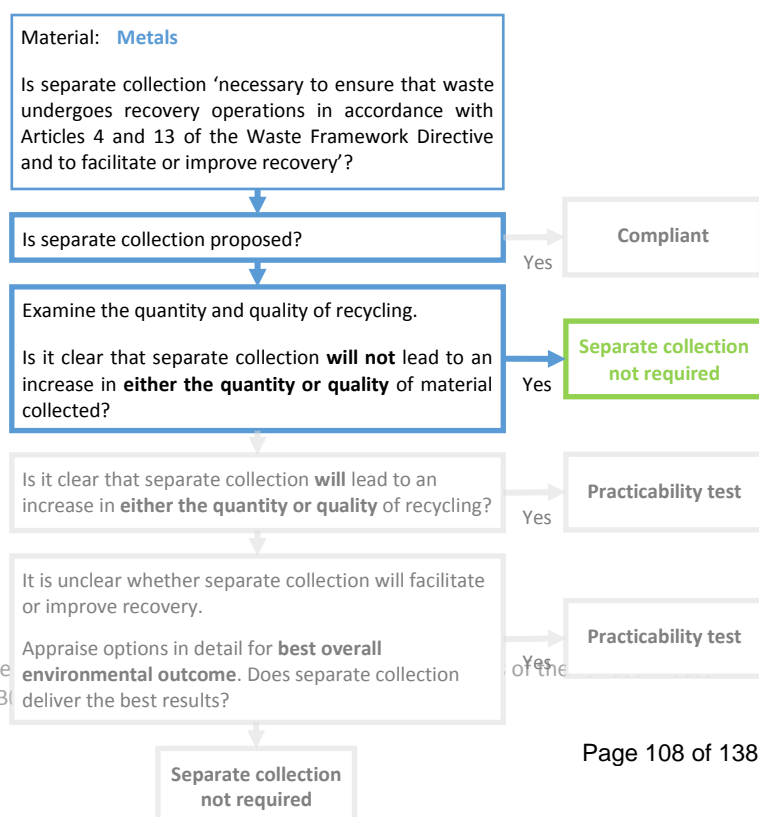 Material: Metals
Is separate collection ‘necessary to ensure that waste
undergoes recovery operations in accordance with
Articles 4 and 13 of the Waste Framework Directive
and to facilitate or improve recovery’?
Is separate collection proposed?
Yes
Compliant
Examine the quantity and quality of recycling.
Is it clear that separate collection will not lead to an
increase in either the quantity or quality of material
collected?
Yes
Separate collection
not required
Is it clear that separate collection will lead to an
increase in either the quantity or quality of recycling?
Yes
Practicability test
It is unclear whether separate collection will facilitate
or improve recovery.
Appraise options in detail for best overall
environmental outcome. Does separate collection
deliver the best results?
Yes
of the
Practicability test
Separate collection
not required
Page 108 of 138